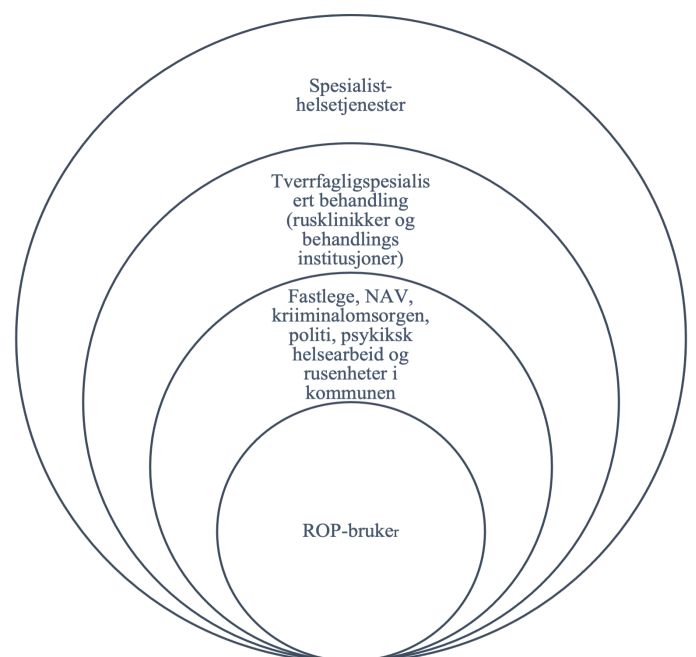 Spesialist-
helsetjenester
Tverrfagligspesialis
ert behandling
(rusklinikker og
behandlings
institusjoner)
Fastlege, NAV,
kriiminalomsorgen,
politi, psykiksk
helsearbeid og
rusenheter i
kommunen
ROP-bruker